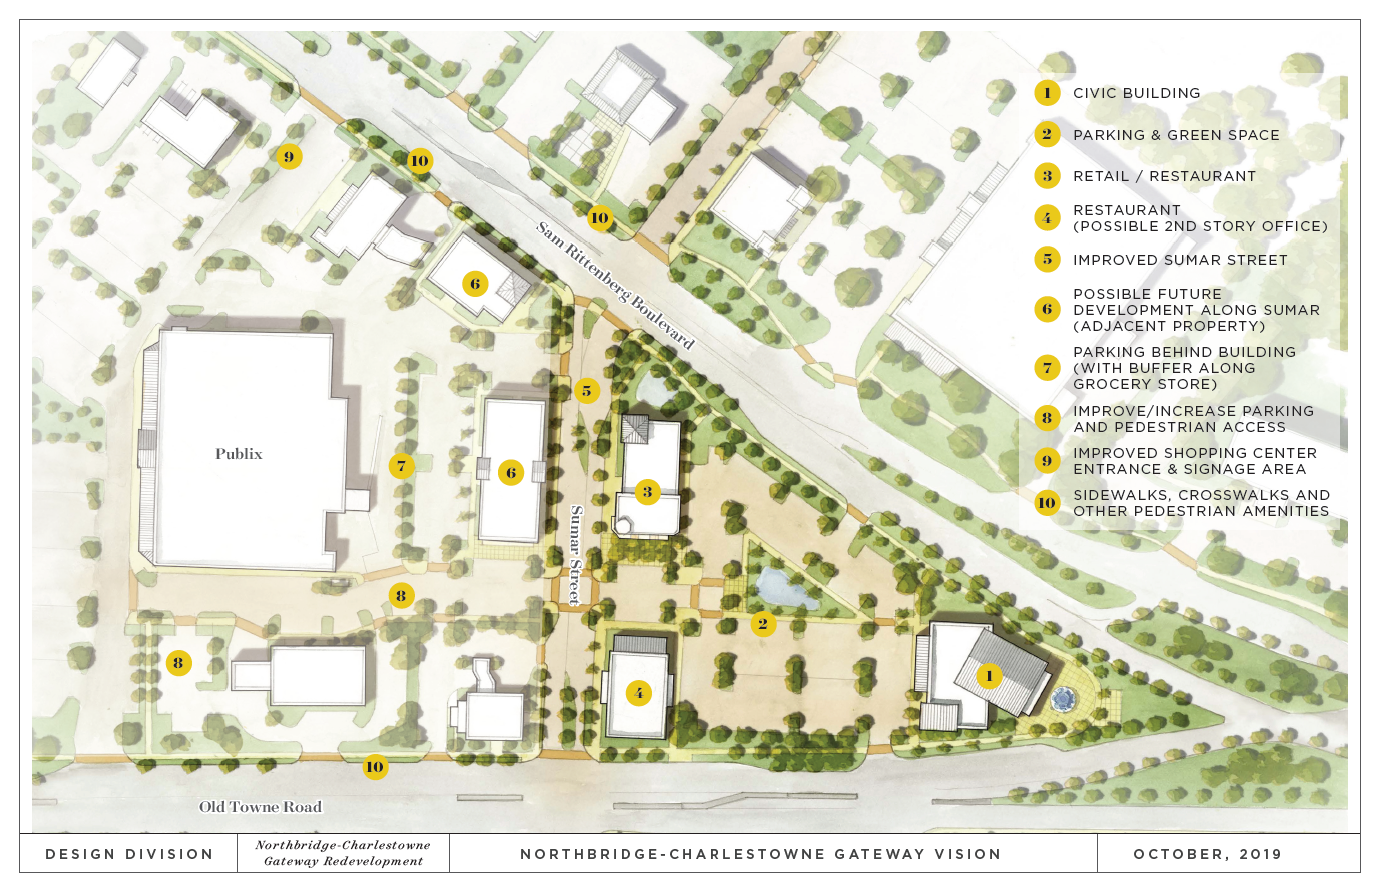 1 CIVIC BUILDING
2 PARKING & GREEN SPACE
3 RETAIL / RESTAURANT
4 RESTAURANT
(POSSIBLE 2ND STORY OFFICE)
5 IMPROVED SUMAR STREET
6 POSSIBLE FUTURE
DEVELOPMENT ALONG SUMAR
(ADJACENT PROPERTY)
7 PARKING BEHIND BUILDING
(WITH BUFFER ALONG
GROCERY STORE)
8 IMPROVE/INCREASE PARKING
AND PEDESTRIAN ACCESS
9 IMPROVED SHOPPING CENTER
ENTRANCE & SIGNAGE AREA
10 SIDEWALKS, CROSSWALKS AND
OTHER PEDESTRIAN AMENITIES
9
10
10
Sam Rittenberg Boulevard
6
5
Publix
7
6
3
Sumar Street
8
2
8
4
1
10
Old Towne Road
DESIGN DIVISION
Northbridge-Charlestowne
Gateway Redevelopment
NORTHBRIDGE-CHARLESTOWNE GATEWAY VISION
OCTOBER, 2019